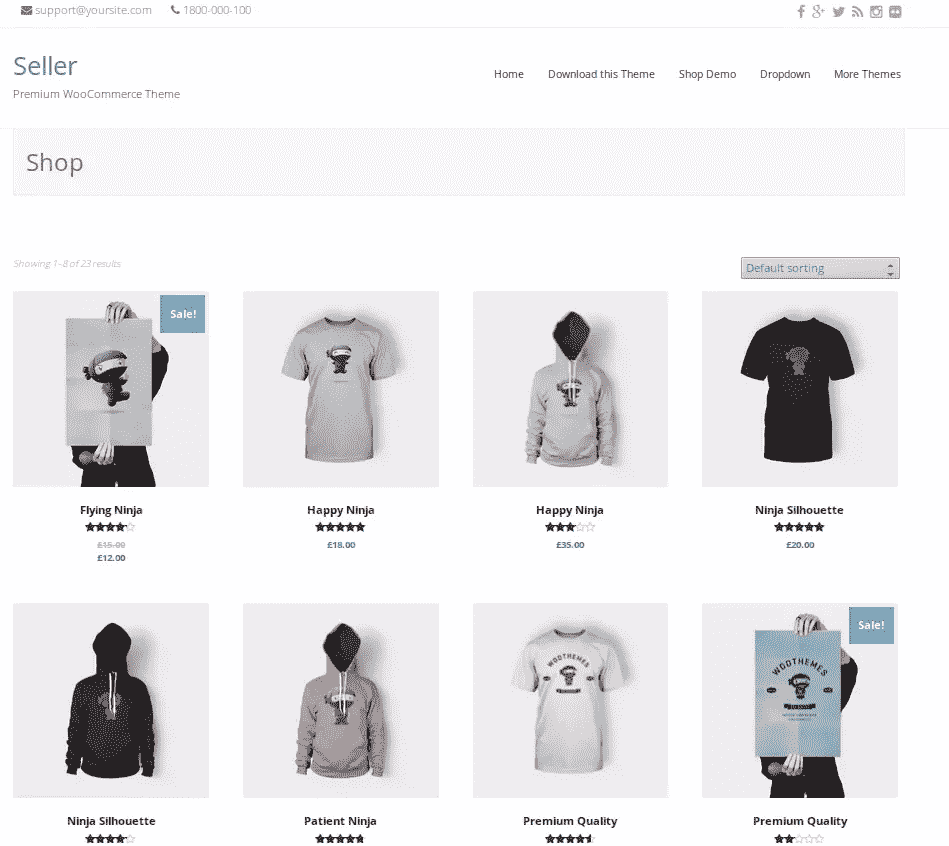 support@yoursite.com 1800-000-100
Seller
Premium WooCommerce Theme
Home Download this Theme Shop Demo Dropdown More Themes
Shop
Showing 1–8 of 23 results
Default sorting
Sale!
Flying Ninja
Happy Ninja
Happy Ninja
Ninja Silhouette
£15.00
£12.00
£18.00
£35.00
£20.00
WOOTHEMES
WOOTHEMES
Sale!
Ninja Silhouette
Patient Ninja
Premium Quality
Premium Quality